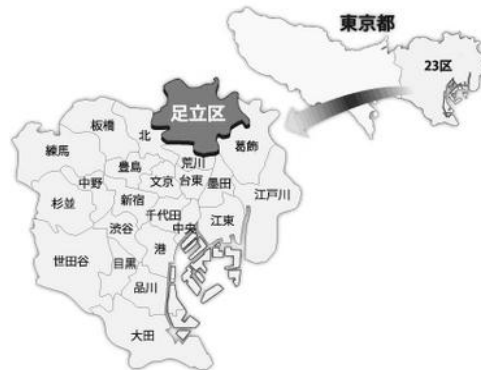 東京都
23区
足立区
板橋
北
葛飾
練馬
荒川
豊島
文京
台東
墨田
中野
江戸川
新宿
杉並
千代田
中央
江東
渋谷
世田谷
目黒
港
品川
大田